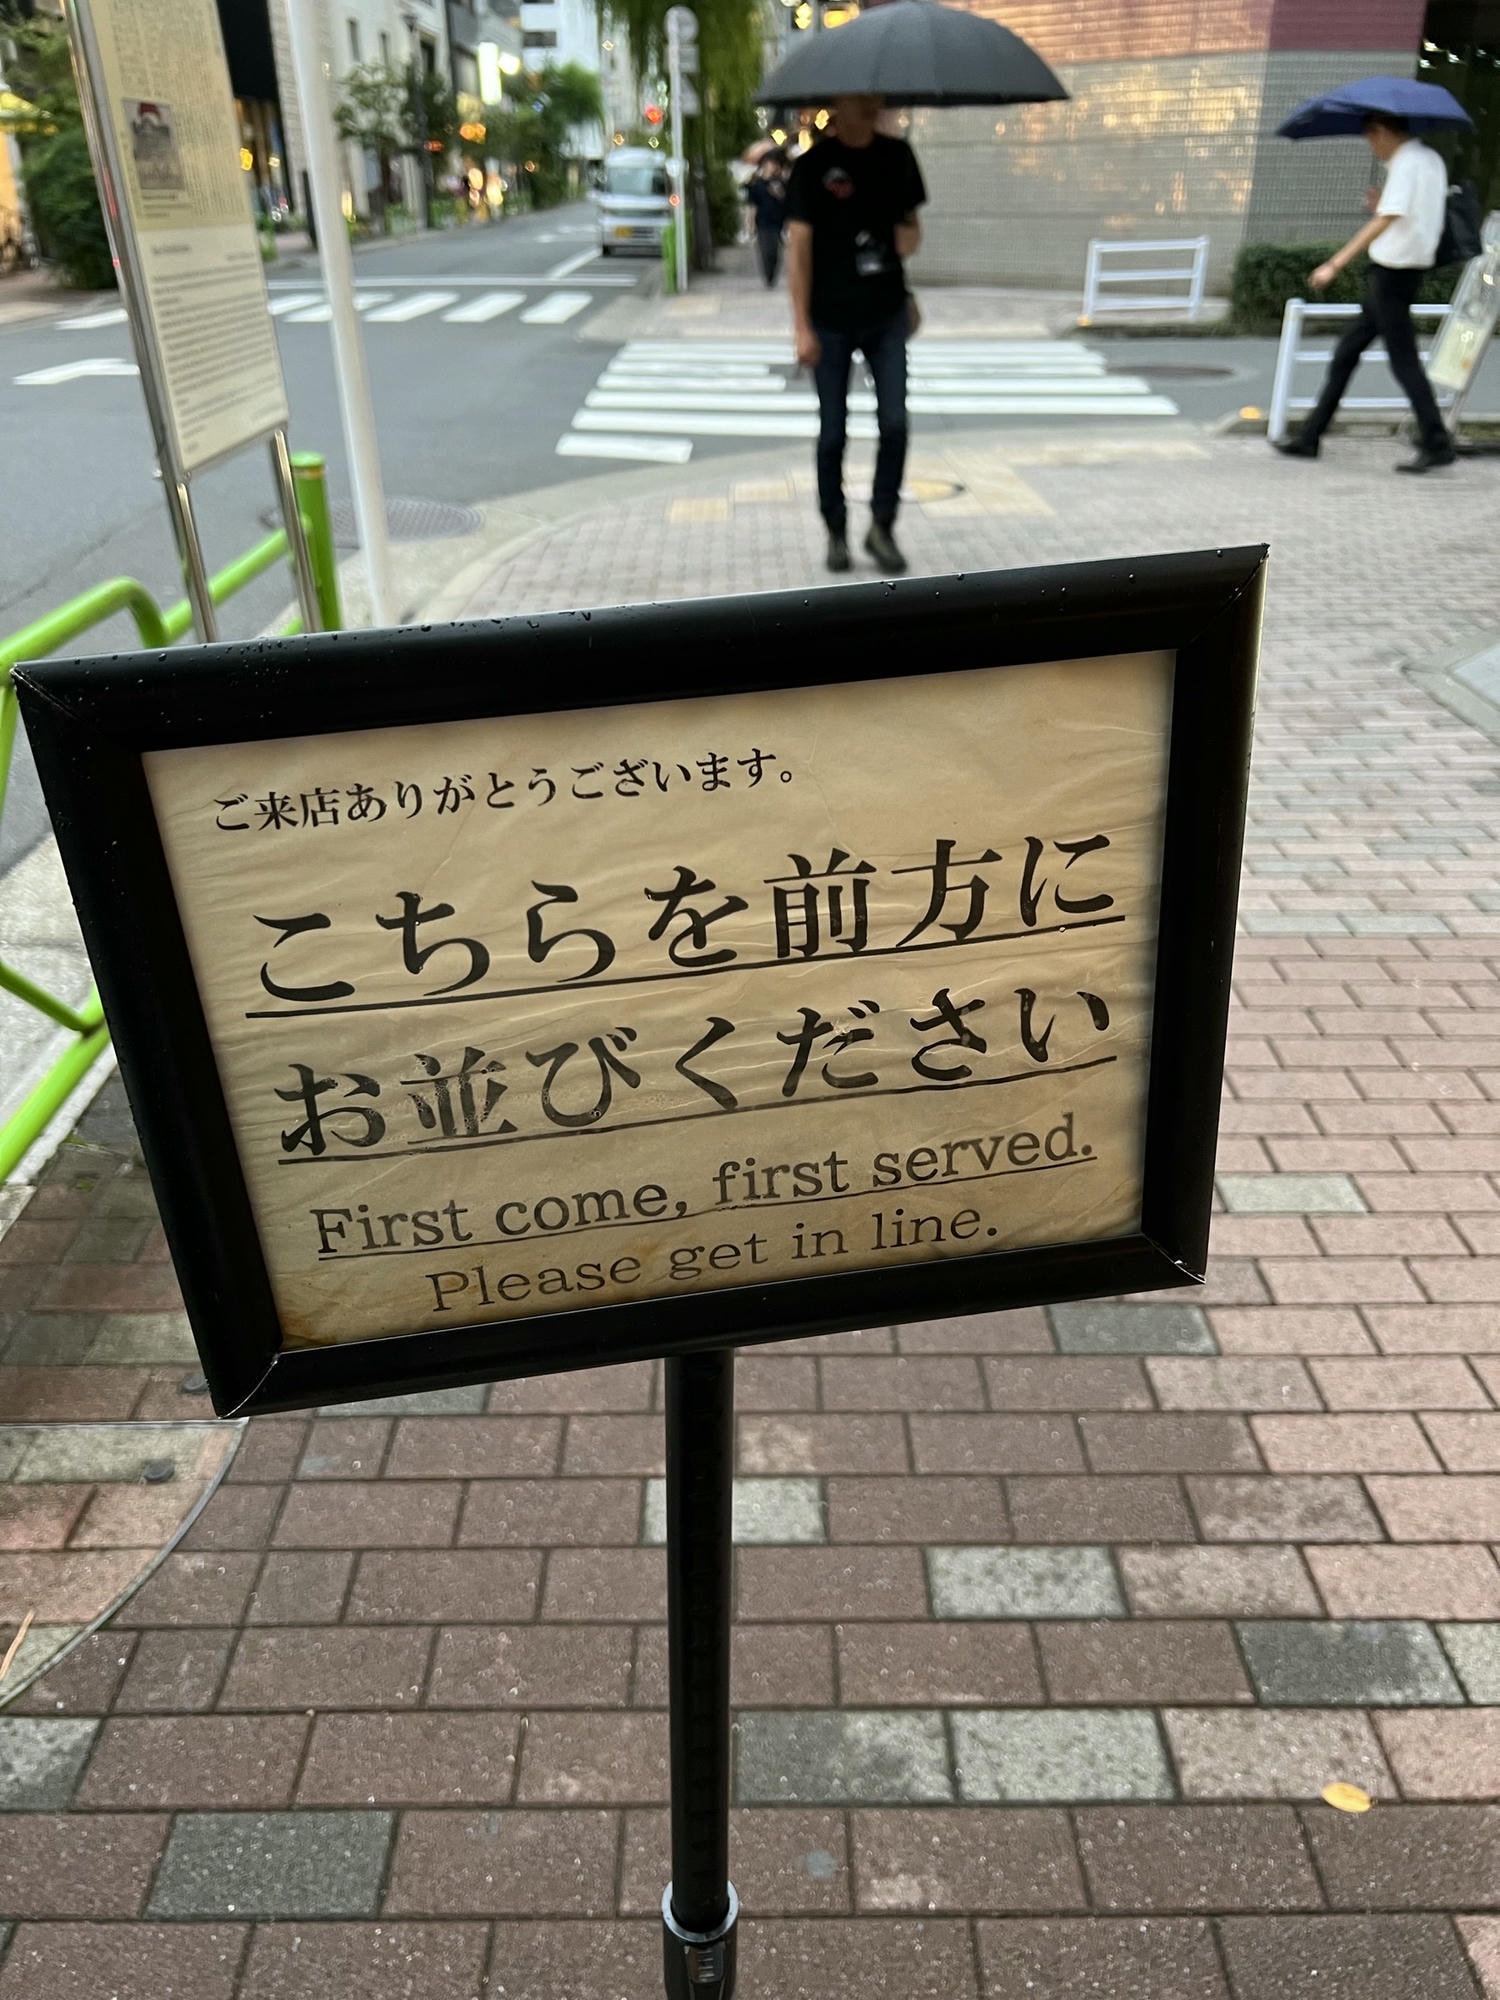 ご来店ありがとうございます。
こちらを前方に
お並びください
First come, first served.
Please get in line.